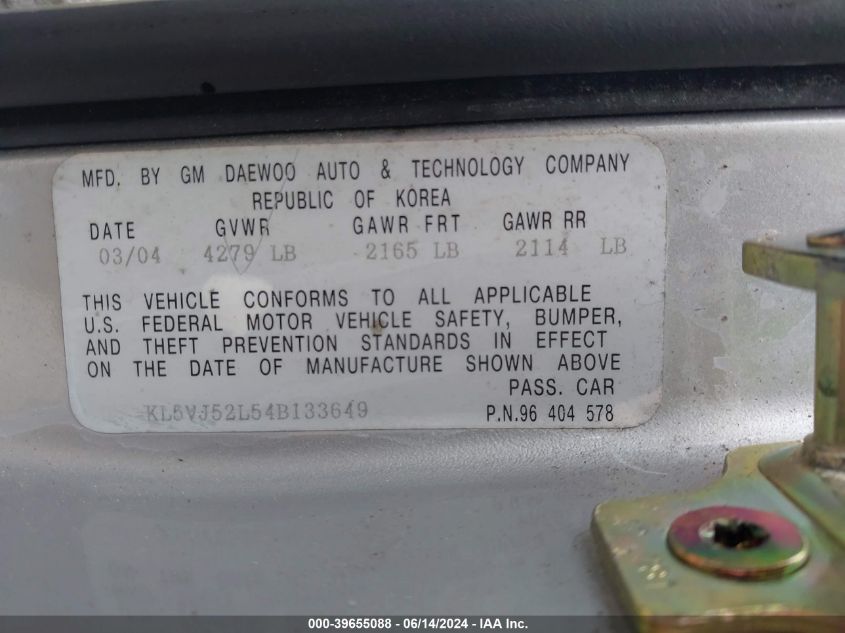 MFD. BY GM DAEWOO AUTO & TECHNOLOGY COMPANY
REPUBLIC OF KOREA
DATE GVWR GAWR FRT GAWR RR
03/04 4279 LB 2165 LB 2114 LB
THIS VEHICLE CONFORMS TO ALL APPLICABLE
U.S. FEDERAL MOTOR VEHICLE SAFETY, BUMPER,
AND THEFT PREVENTION STANDARDS IN EFFECT
ON THE DATE OF MANUFACTURE SHOWN ABOVE
PASS. CAR
KL5VJ52L54B133649 P.N.96 404 578
000-39655088 - 06/14/2024 - IAA Inc.